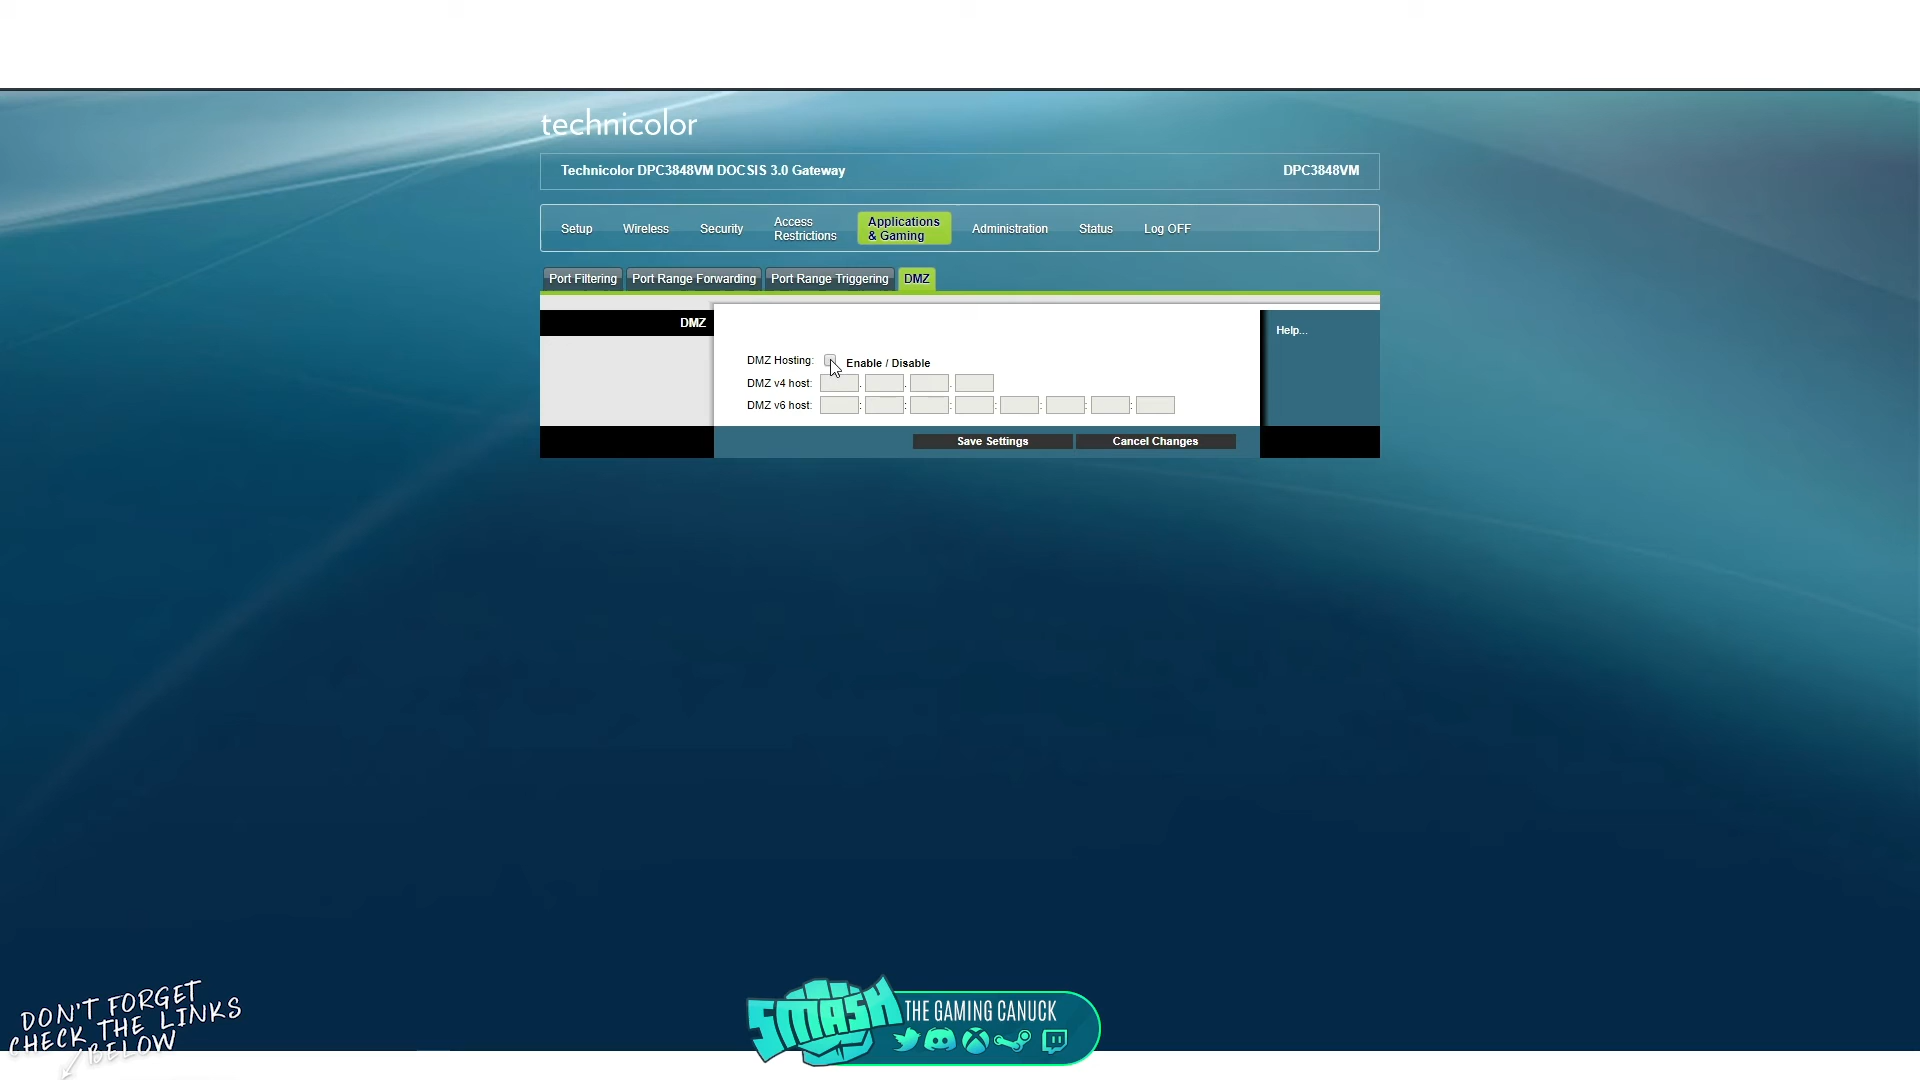 technicolor
Technicolor DPC3848VM DOCSIS 3.0 Gateway DPC3848VM
Setup Wireless Security Access Restrictions Applications & Gaming Administration Status Log OFF
Port Filtering Port Range Forwarding Port Range Triggering DMZ
DMZ
Help...
DMZ Hosting: Enable / Disable
DMZ v4 host: . . .
DMZ v6 host: : : : : : : :
Save Settings Cancel Changes
DON'T FORGET
CHECK THE LINKS
BELOW
SMASH
THE GAMING CANUCK